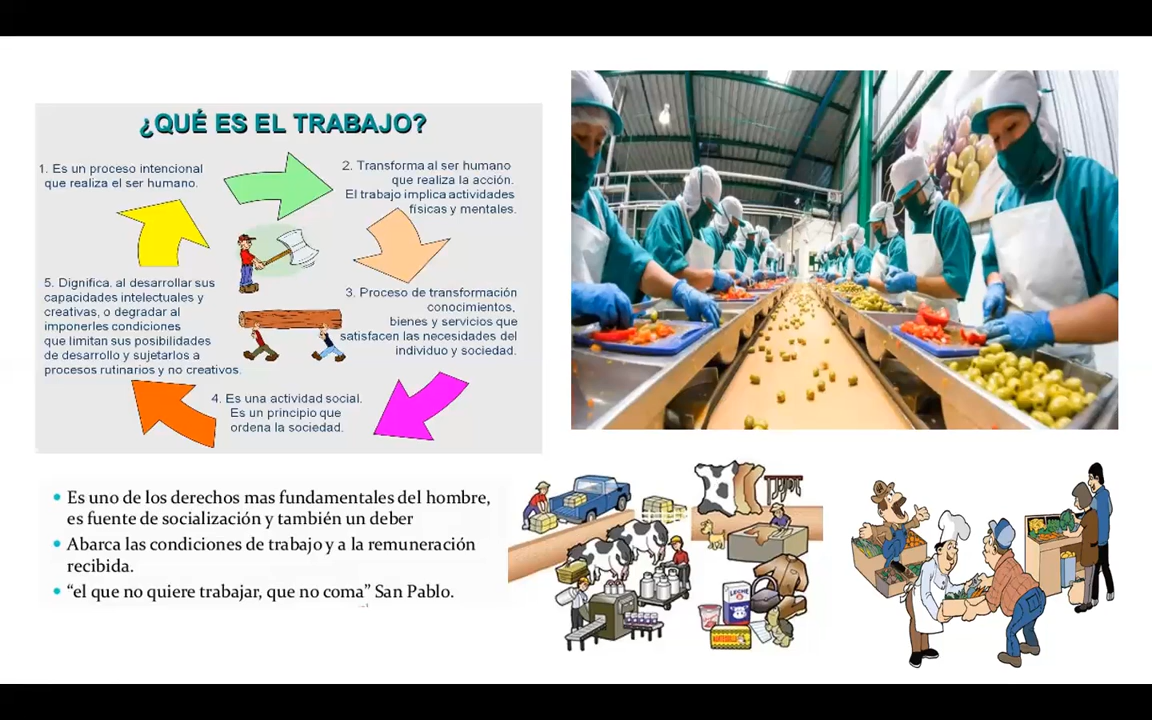 ¿QUÉ ES EL TRABAJO?
1. Es un proceso intencional
que realiza el ser humano.
2. Transforma al ser humano
que realiza la acción.
El trabajo implica actividades
físicas y mentales.
3. Proceso de transformación
conocimientos,
bienes y servicios que
satisfacen las necesidades del
individuo y sociedad.
4. Es una actividad social.
Es un principio que
ordena la sociedad.
5. Dignifica. al desarrollar sus
capacidades intelectuales y
creativas, o degradar al
imponerles condiciones
que limitan sus posibilidades
de desarrollo y sujetarlos a
procesos rutinarios y no creativos.
• Es uno de los derechos mas fundamentales del hombre,
es fuente de socialización y también un deber
• Abarca las condiciones de trabajo y a la remuneración
recibida.
• “el que no quiere trabajar, que no coma” San Pablo.
LECHE